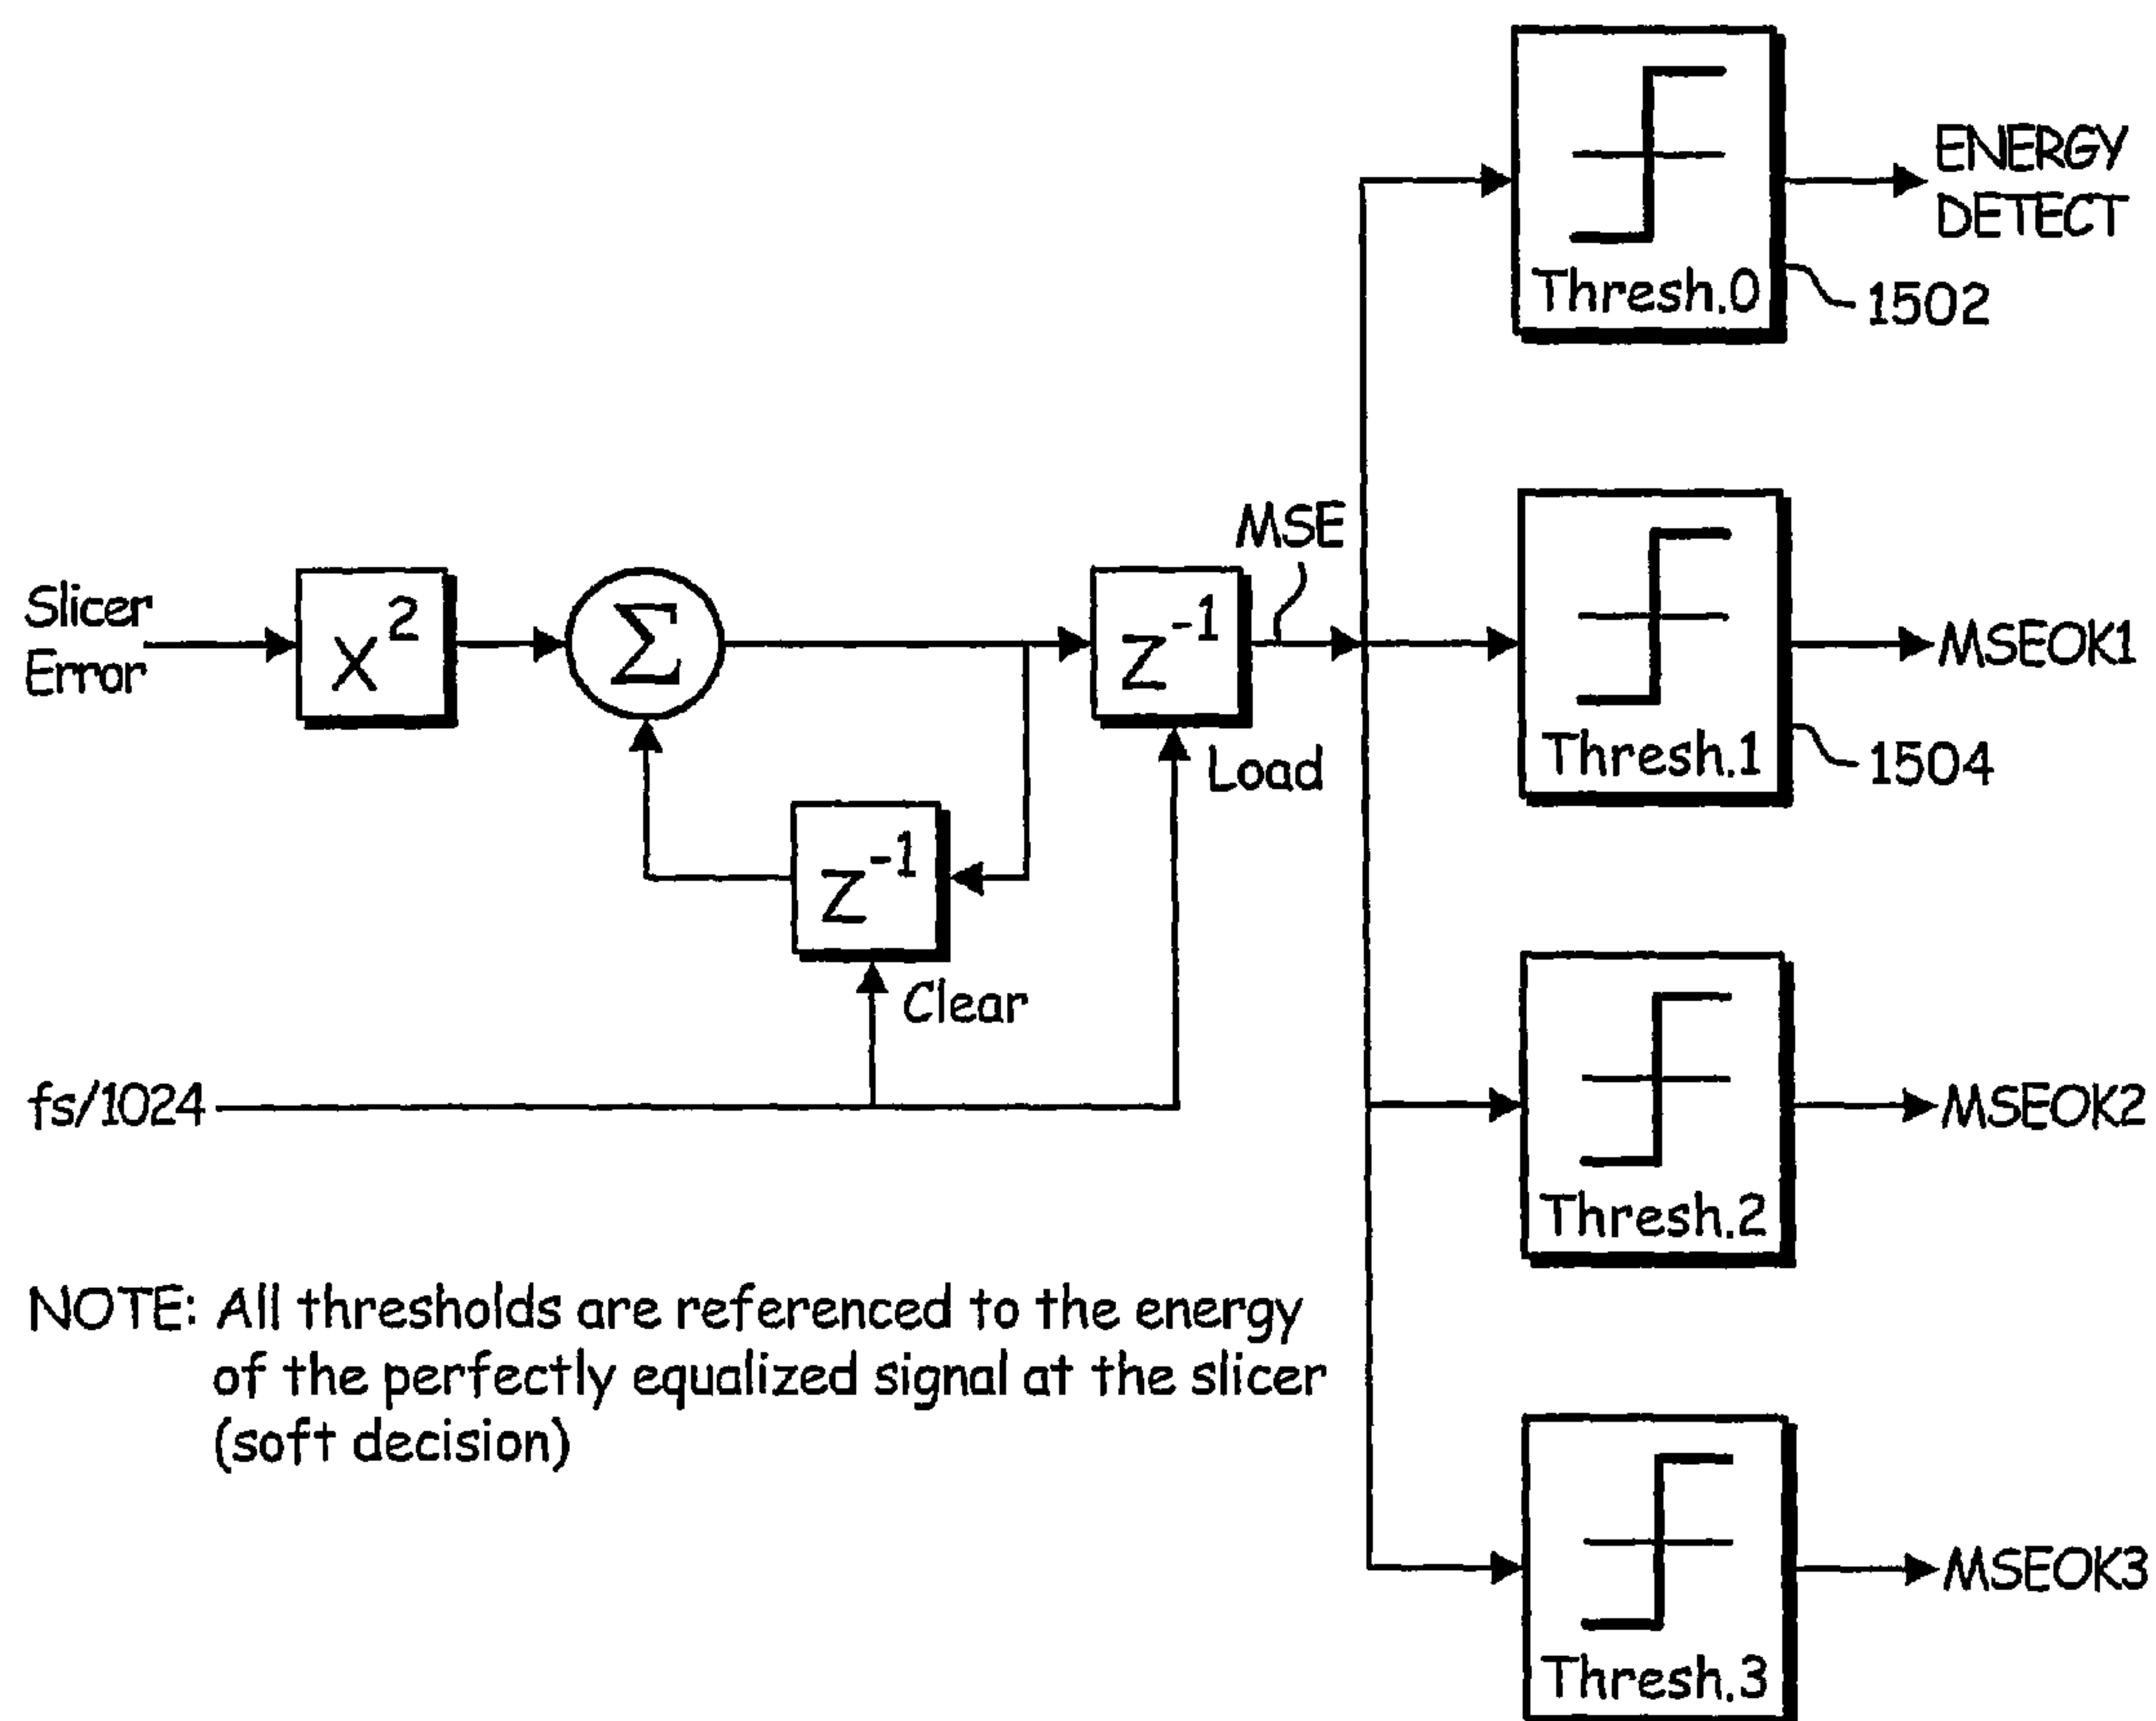 ENERGY
DETECT
Thresh.0
1502
MSE
Slicer
Error
X²
Σ
Z⁻¹
Load
MSEOK1
Thresh.1
1504
Z⁻¹
Clear
fs/1024
MSEOK2
Thresh.2
NOTE: All thresholds are referenced to the energy
of the perfectly equalized signal at the slicer
(soft decision)
MSEOK3
Thresh.3